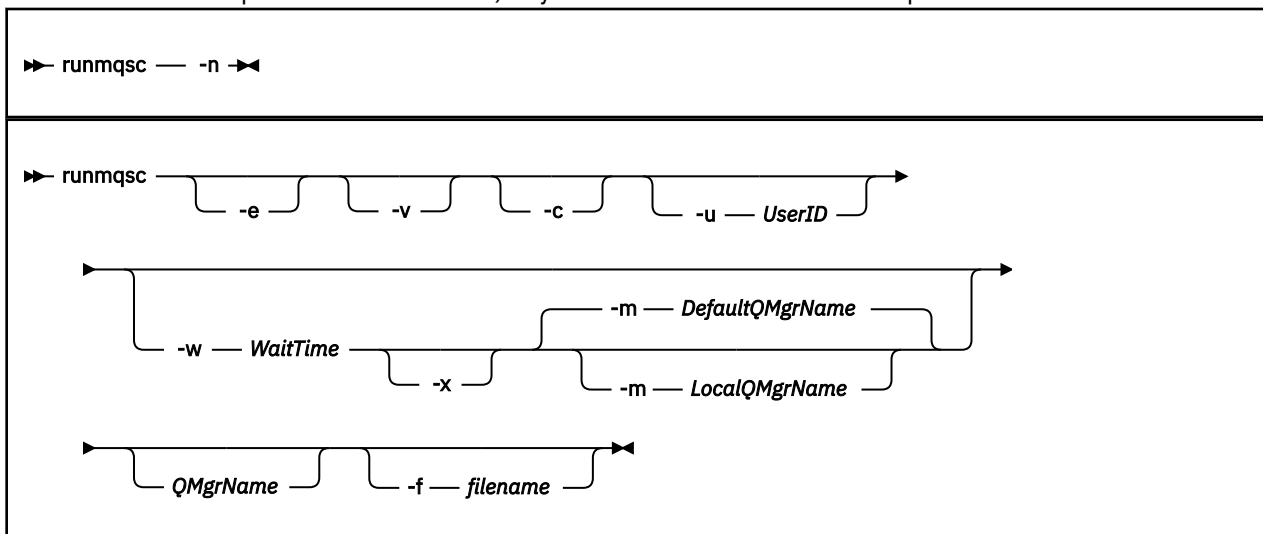 runmqsc -n
runmqsc
-e -v -c -u UserID
-m DefaultQMgrName
-w WaitTime
-x -m LocalQMgrName
QMgrName -f filename